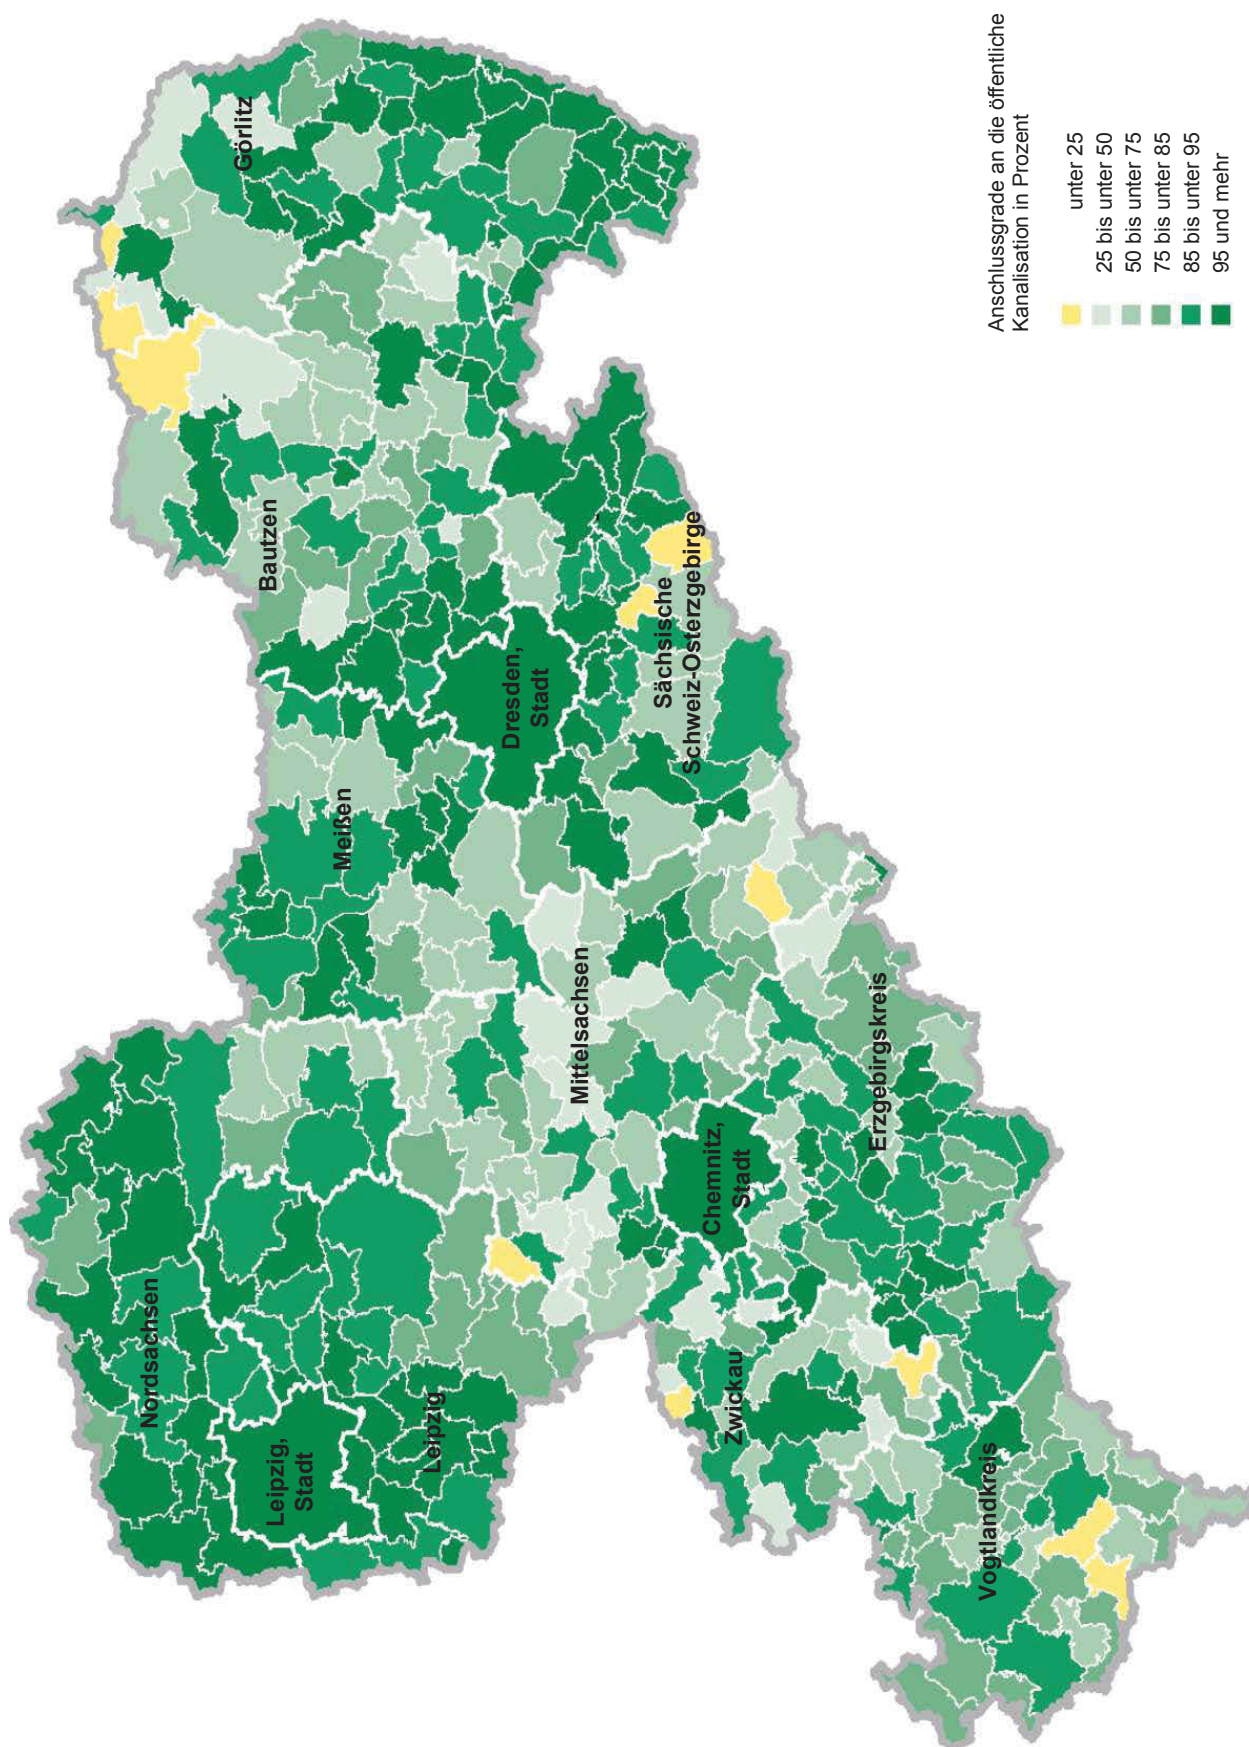 Nordsachsen
Leipzig,
Stadt
Leipzig
Meißen
Bautzen
Görlitz
Dresden,
Stadt
Mittelsachsen
Sächsische
Schweiz-Osterzgebirge
Chemnitz,
Stadt
Zwickau
Erzgebirgskreis
Vogtlandkreis
Anschlussgrade an die öffentliche
Kanalisation in Prozent
unter 25
25 bis unter 50
50 bis unter 75
75 bis unter 85
85 bis unter 95
95 und mehr